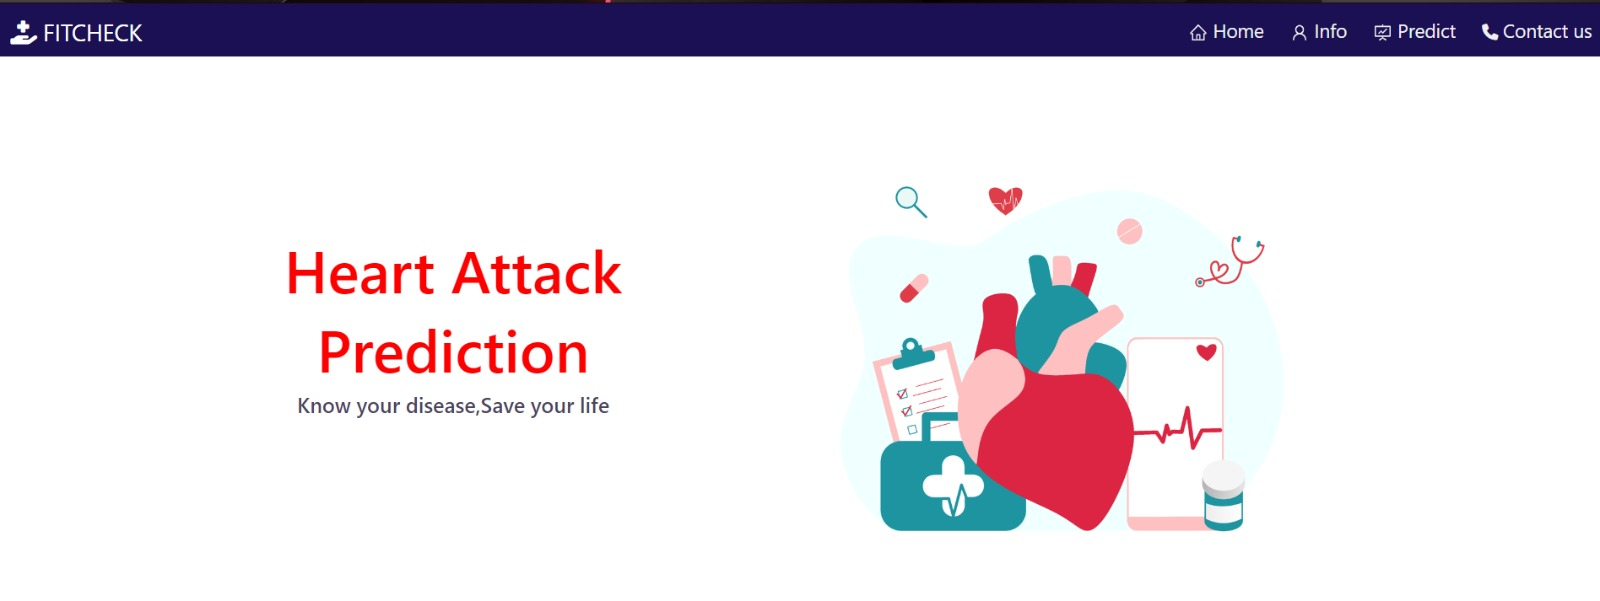 FITCHECK
Home
Info
Predict
Contact us
Heart Attack
Prediction
Know your disease,Save your life